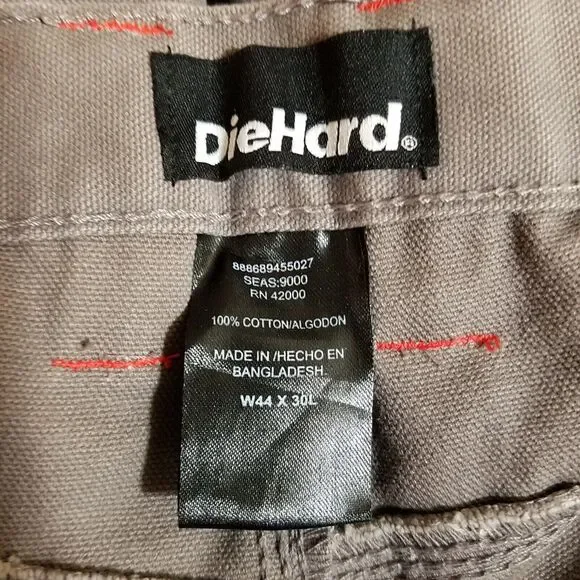 DieHard®
888689455027
SEAS:9000
RN 42000
100% COTTON/ALGODON
MADE IN /HECHO EN
BANGLADESH
W44 X 30L